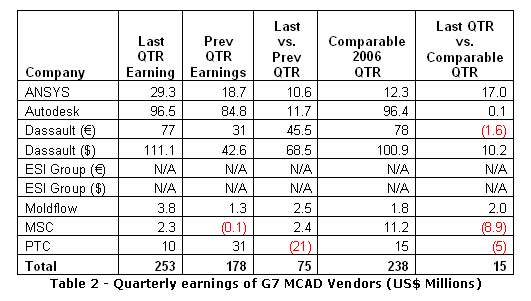 Company Last QTR Earning Prev QTR Earnings Last vs. Prev QTR Comparable 2006 QTR Last QTR vs. Comparable QTR
ANSYS 29.3 18.7 10.6 12.3 17.0
Autodesk 96.5 84.8 11.7 96.4 0.1
Dassault (€) 77 31 45.5 78 (1.6)
Dassault ($) 111.1 42.6 68.5 100.9 10.2
ESI Group (€) N/A N/A N/A N/A N/A
ESI Group ($) N/A N/A N/A N/A N/A
Moldflow 3.8 1.3 2.5 1.8 2.0
MSC 2.3 (0.1) 2.4 11.2 (8.9)
PTC 10 31 (21) 15 (5)
Total 253 178 75 238 15
Table 2 - Quarterly earnings of G7 MCAD Vendors (US$ Millions)